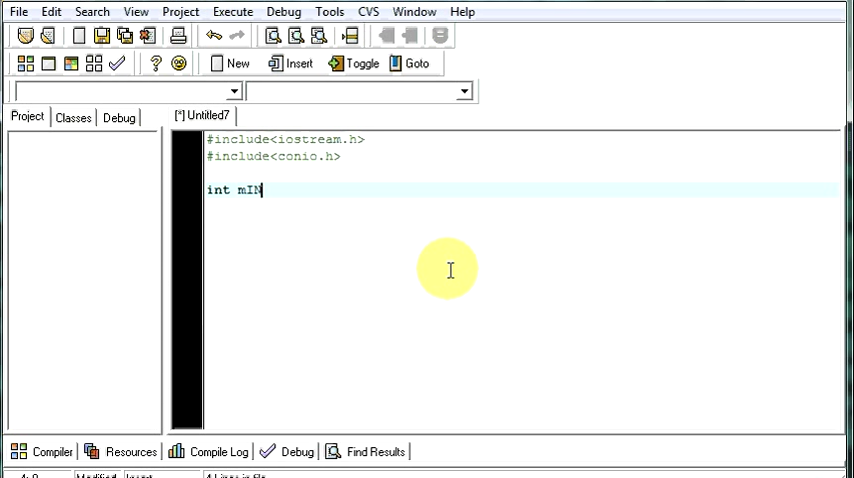 File Edit Search View Project Execute Debug Tools CVS Window Help
? New Insert Toggle Goto
Project Classes Debug [*] Untitled7
#include<iostream.h>
#include<conio.h>
int mIN
Compiler Resources Compile Log Debug Find Results